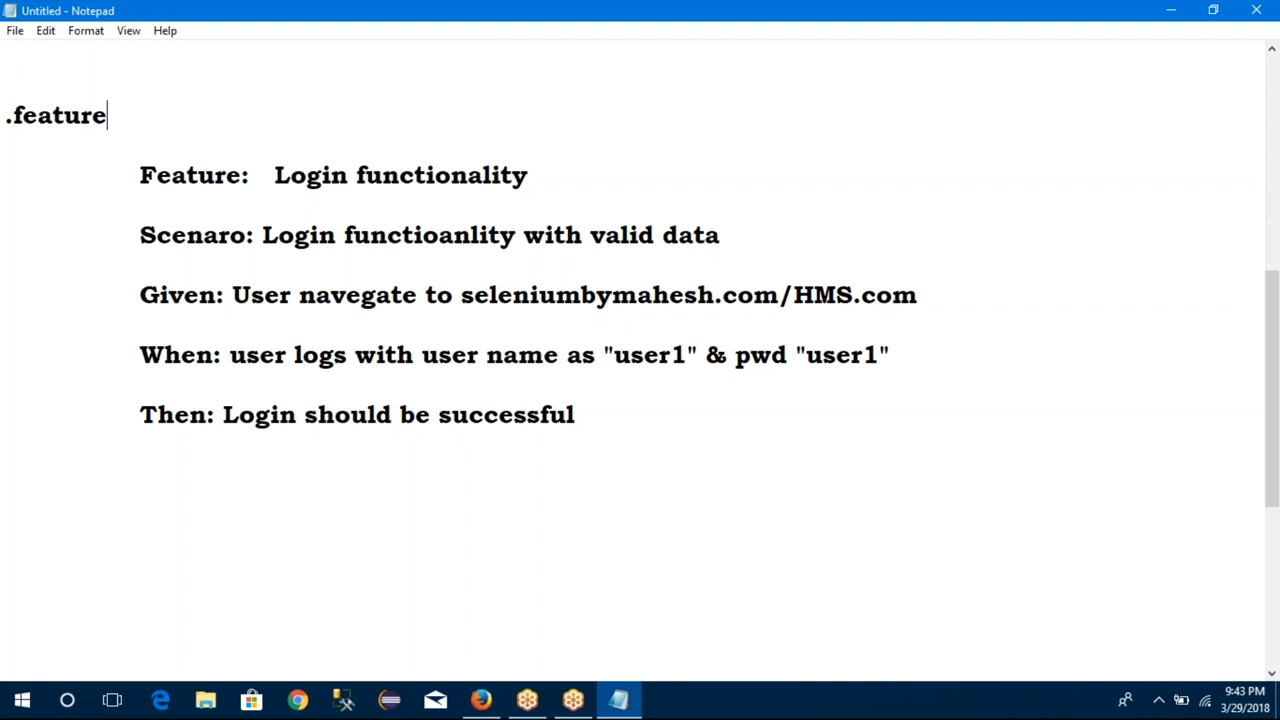 Untitled - Notepad
File Edit Format View Help
.feature
Feature: Login functionality
Scenaro: Login functioanlity with valid data
Given: User navegate to seleniumbymahesh.com/HMS.com
When: user logs with user name as "user1" & pwd "user1"
Then: Login should be successful
9:43 PM
3/29/2018